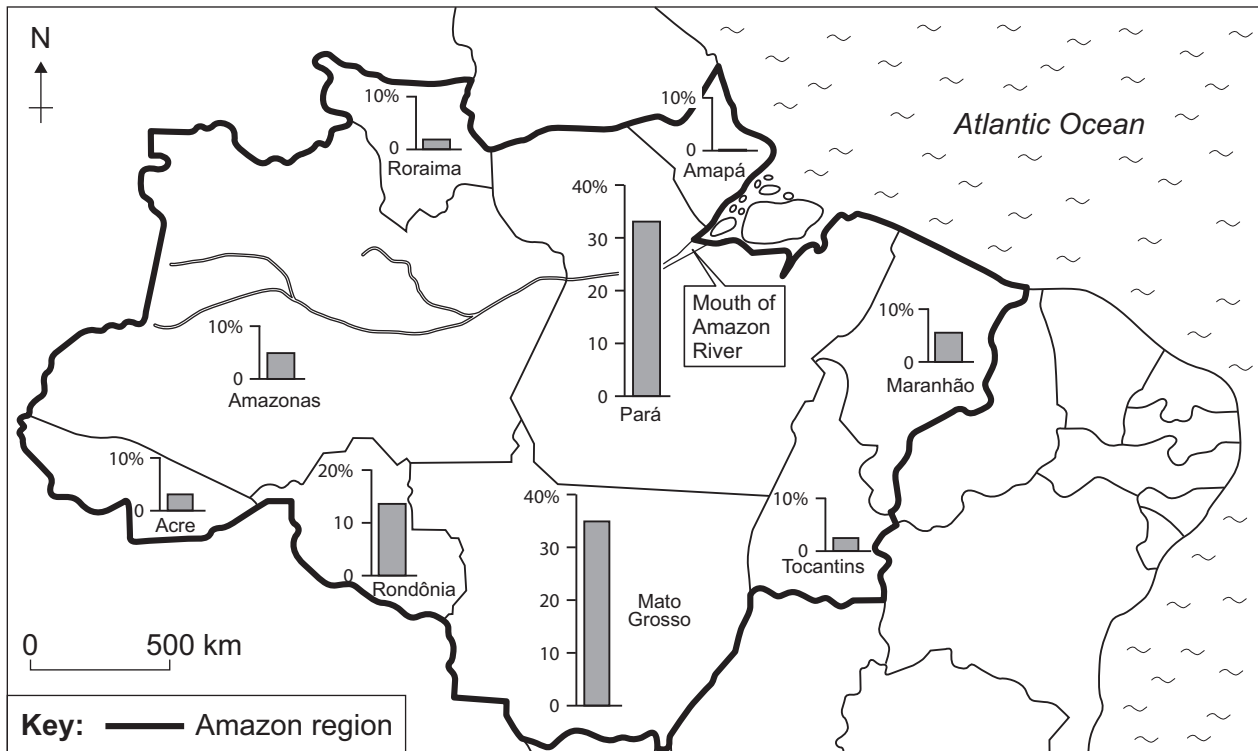 N
Atlantic Ocean
10%
0
Roraima
10%
0
Amapá
40%
30
20
10
0
Pará
Mouth of
Amazon
River
10%
0
Amazonas
10%
0
Maranhão
10%
0
Acre
20%
10
0
Rondônia
40%
30
20
10
0
Mato
Grosso
10%
0
Tocantins
0 500 km
Key: Amazon region